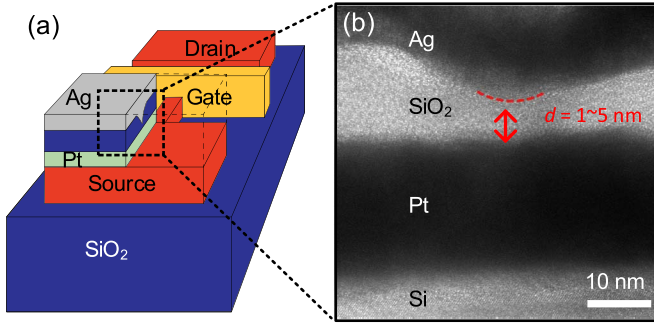 (a)
Drain
Ag
Gate
Pt
Source
SiO₂
(b)
Ag
SiO₂
d = 1~5 nm
Pt
10 nm
Si